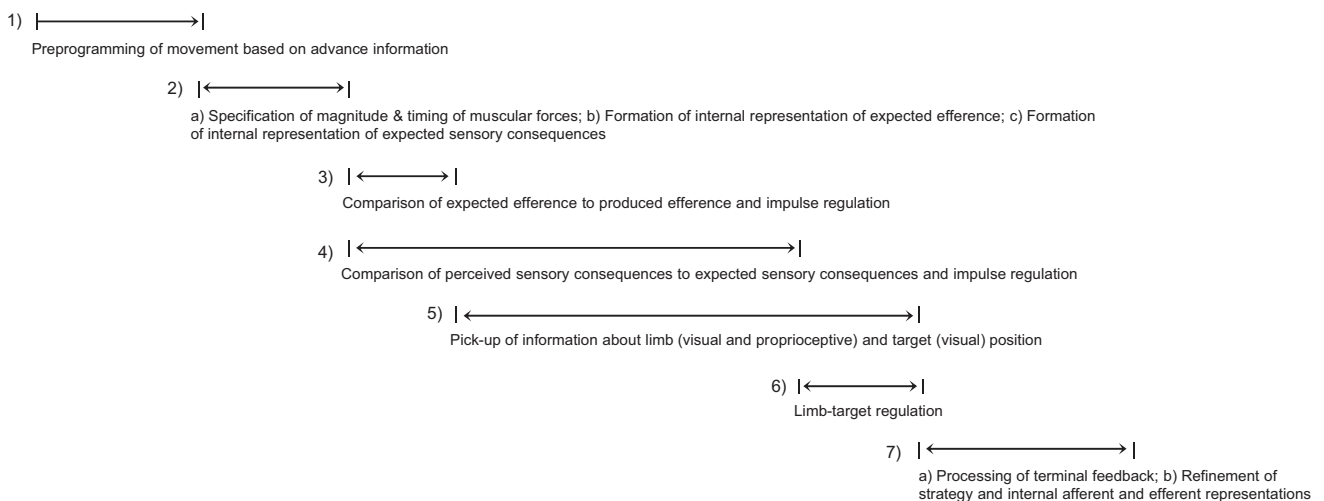 1)
Preprogramming of movement based on advance information
2)
a) Specification of magnitude & timing of muscular forces; b) Formation of internal representation of expected efference; c) Formation
of internal representation of expected sensory consequences
3)
Comparison of expected efference to produced efference and impulse regulation
4)
Comparison of perceived sensory consequences to expected sensory consequences and impulse regulation
5)
Pick-up of information about limb (visual and proprioceptive) and target (visual) position
6)
Limb-target regulation
7)
a) Processing of terminal feedback; b) Refinement of
strategy and internal afferent and efferent representations